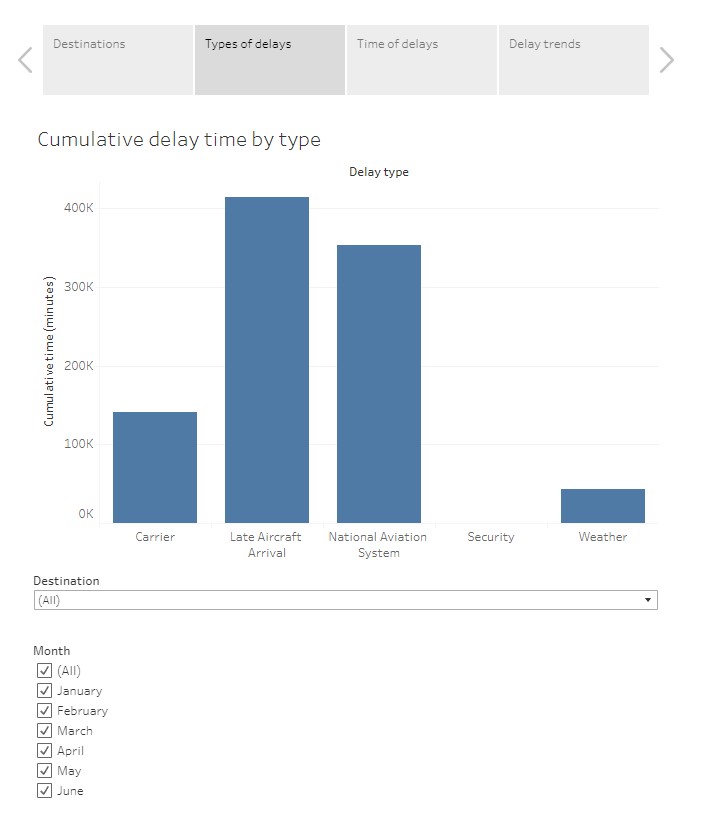 Destinations
Types of delays
Time of delays
Delay trends
Cumulative delay time by type
Delay type
Cumulative time (minutes)
400K
300K
200K
100K
0K
Carrier
Late Aircraft
Arrival
National Aviation
System
Security
Weather
Destination
(All)
Month
(All)
January
February
March
April
May
June